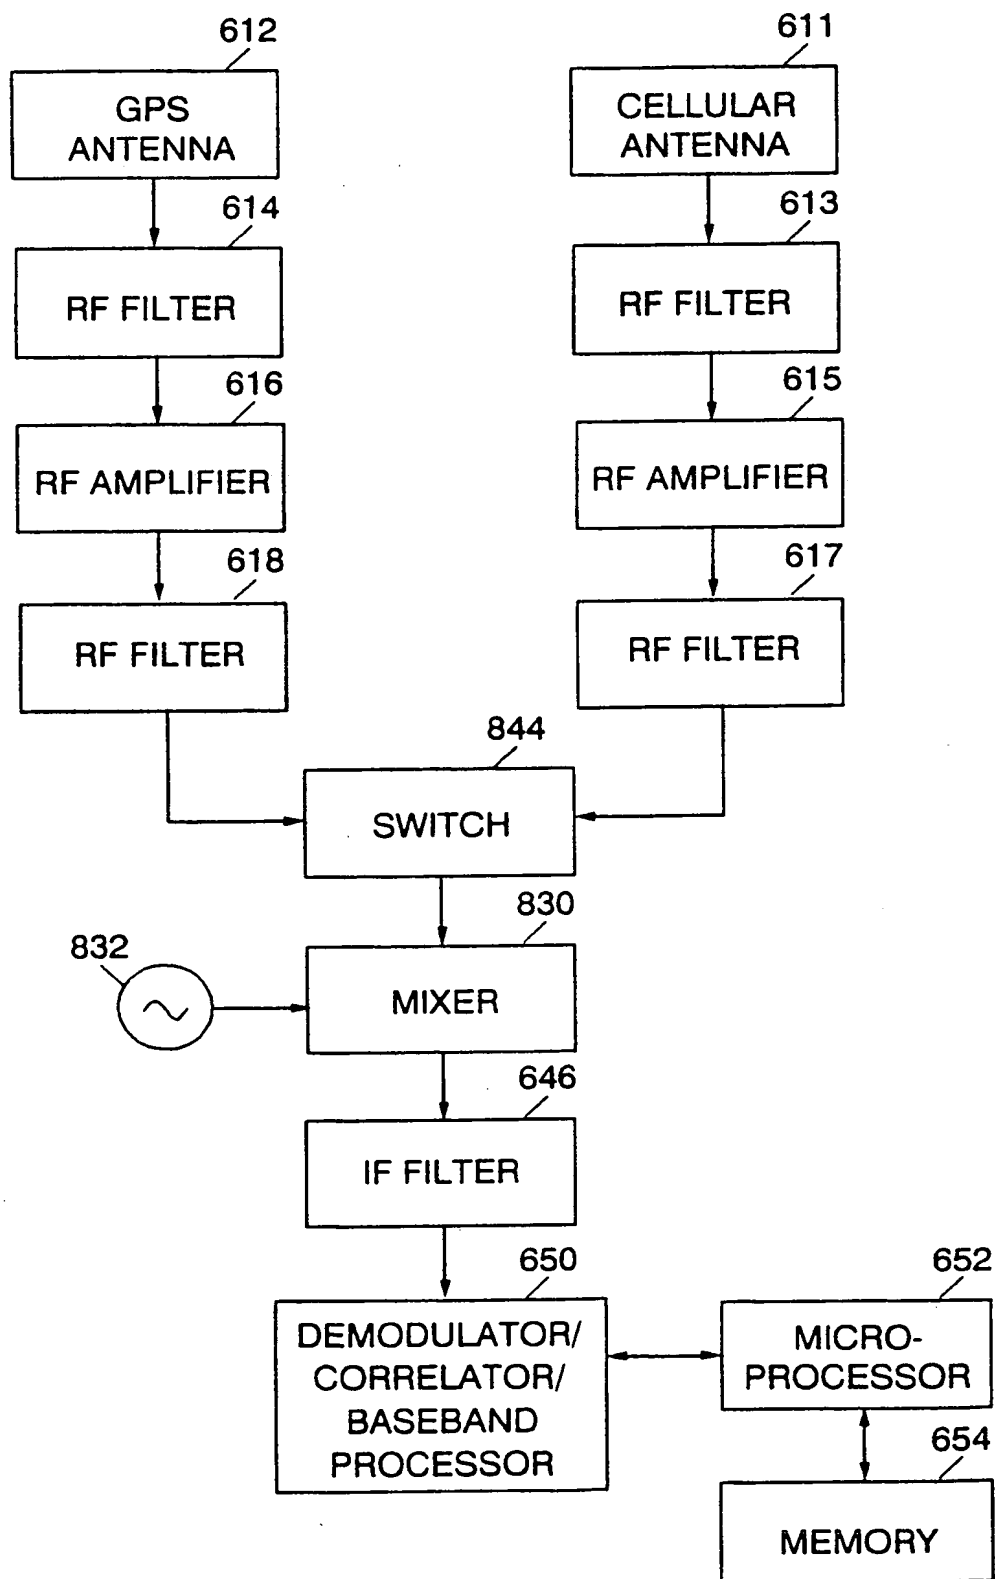 612
GPS
ANTENNA
611
CELLULAR
ANTENNA
614
RF FILTER
613
RF FILTER
616
RF AMPLIFIER
615
RF AMPLIFIER
618
RF FILTER
617
RF FILTER
844
SWITCH
830
832
MIXER
646
IF FILTER
650
DEMODULATOR/
CORRELATOR/
BASEBAND
PROCESSOR
652
MICRO-
PROCESSOR
654
MEMORY